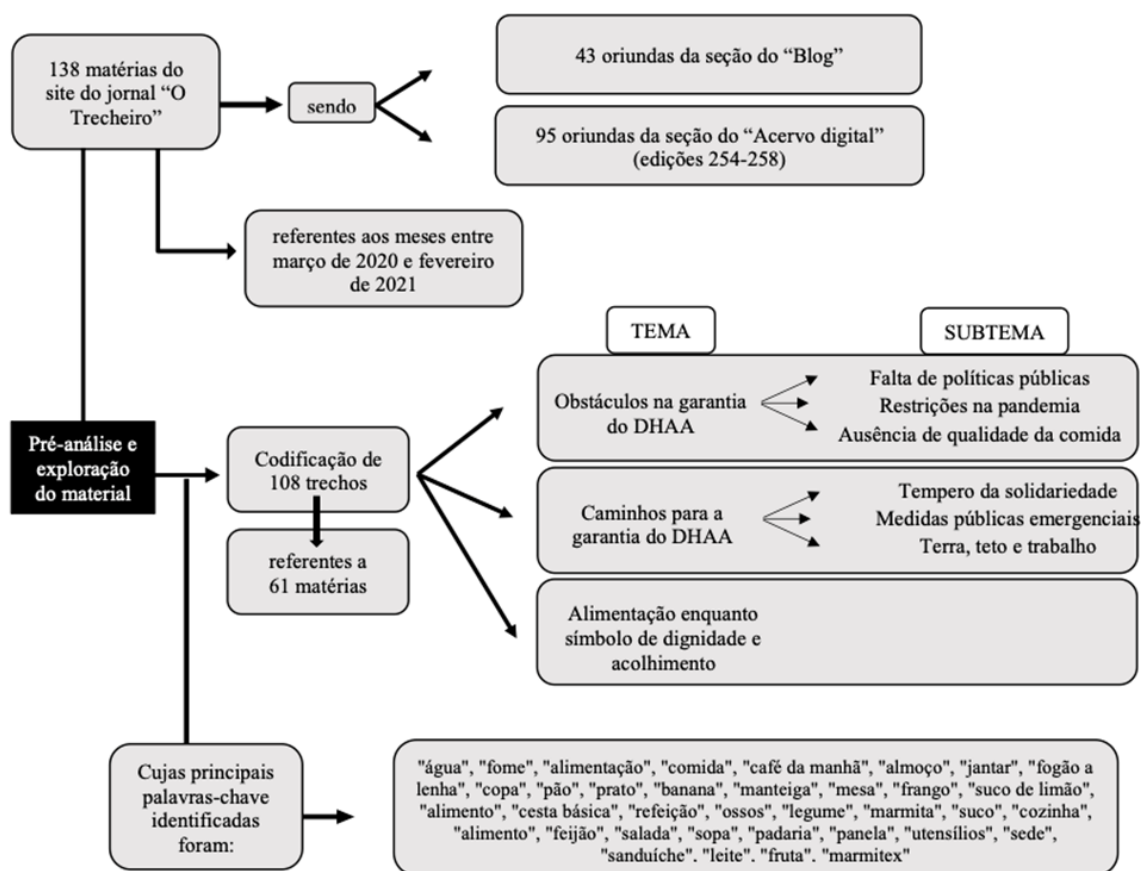 138 matérias do
site do jornal “O
Trecheiro”
sendo
43 oriundas da seção do “Blog”
95 oriundas da seção do “Acervo digital”
(edições 254-258)
referentes aos meses entre
março de 2020 e fevereiro
de 2021
Pré-análise e
exploração
do material
Codificação de
108 trechos
referentes a
61 matérias
TEMA
SUBTEMA
Obstáculos na garantia
do DHAA
Falta de políticas públicas
Restrições na pandemia
Ausência de qualidade da comida
Caminhos para a
garantia do DHAA
Tempero da solidariedade
Medidas públicas emergenciais
Terra, teto e trabalho
Alimentação enquanto
símbolo de dignidade e
acolhimento
Cujas principais
palavras-chave
identificadas
foram:
"água", "fome", "alimentação", "comida", "café da manhã", "almoço", "jantar", "fogão a
lenha", "copa", "pão", "prato", "banana", "manteiga", "mesa", "frango", "suco de limão",
"alimento", "cesta básica", "refeição", "ossos", "legume", "marmita", "suco", "cozinha",
"alimento", "feijão", "salada", "sopa", "padaria", "panela", "utensílios", "sede",
"sanduíche". "leite". "fruta". "marmitex"